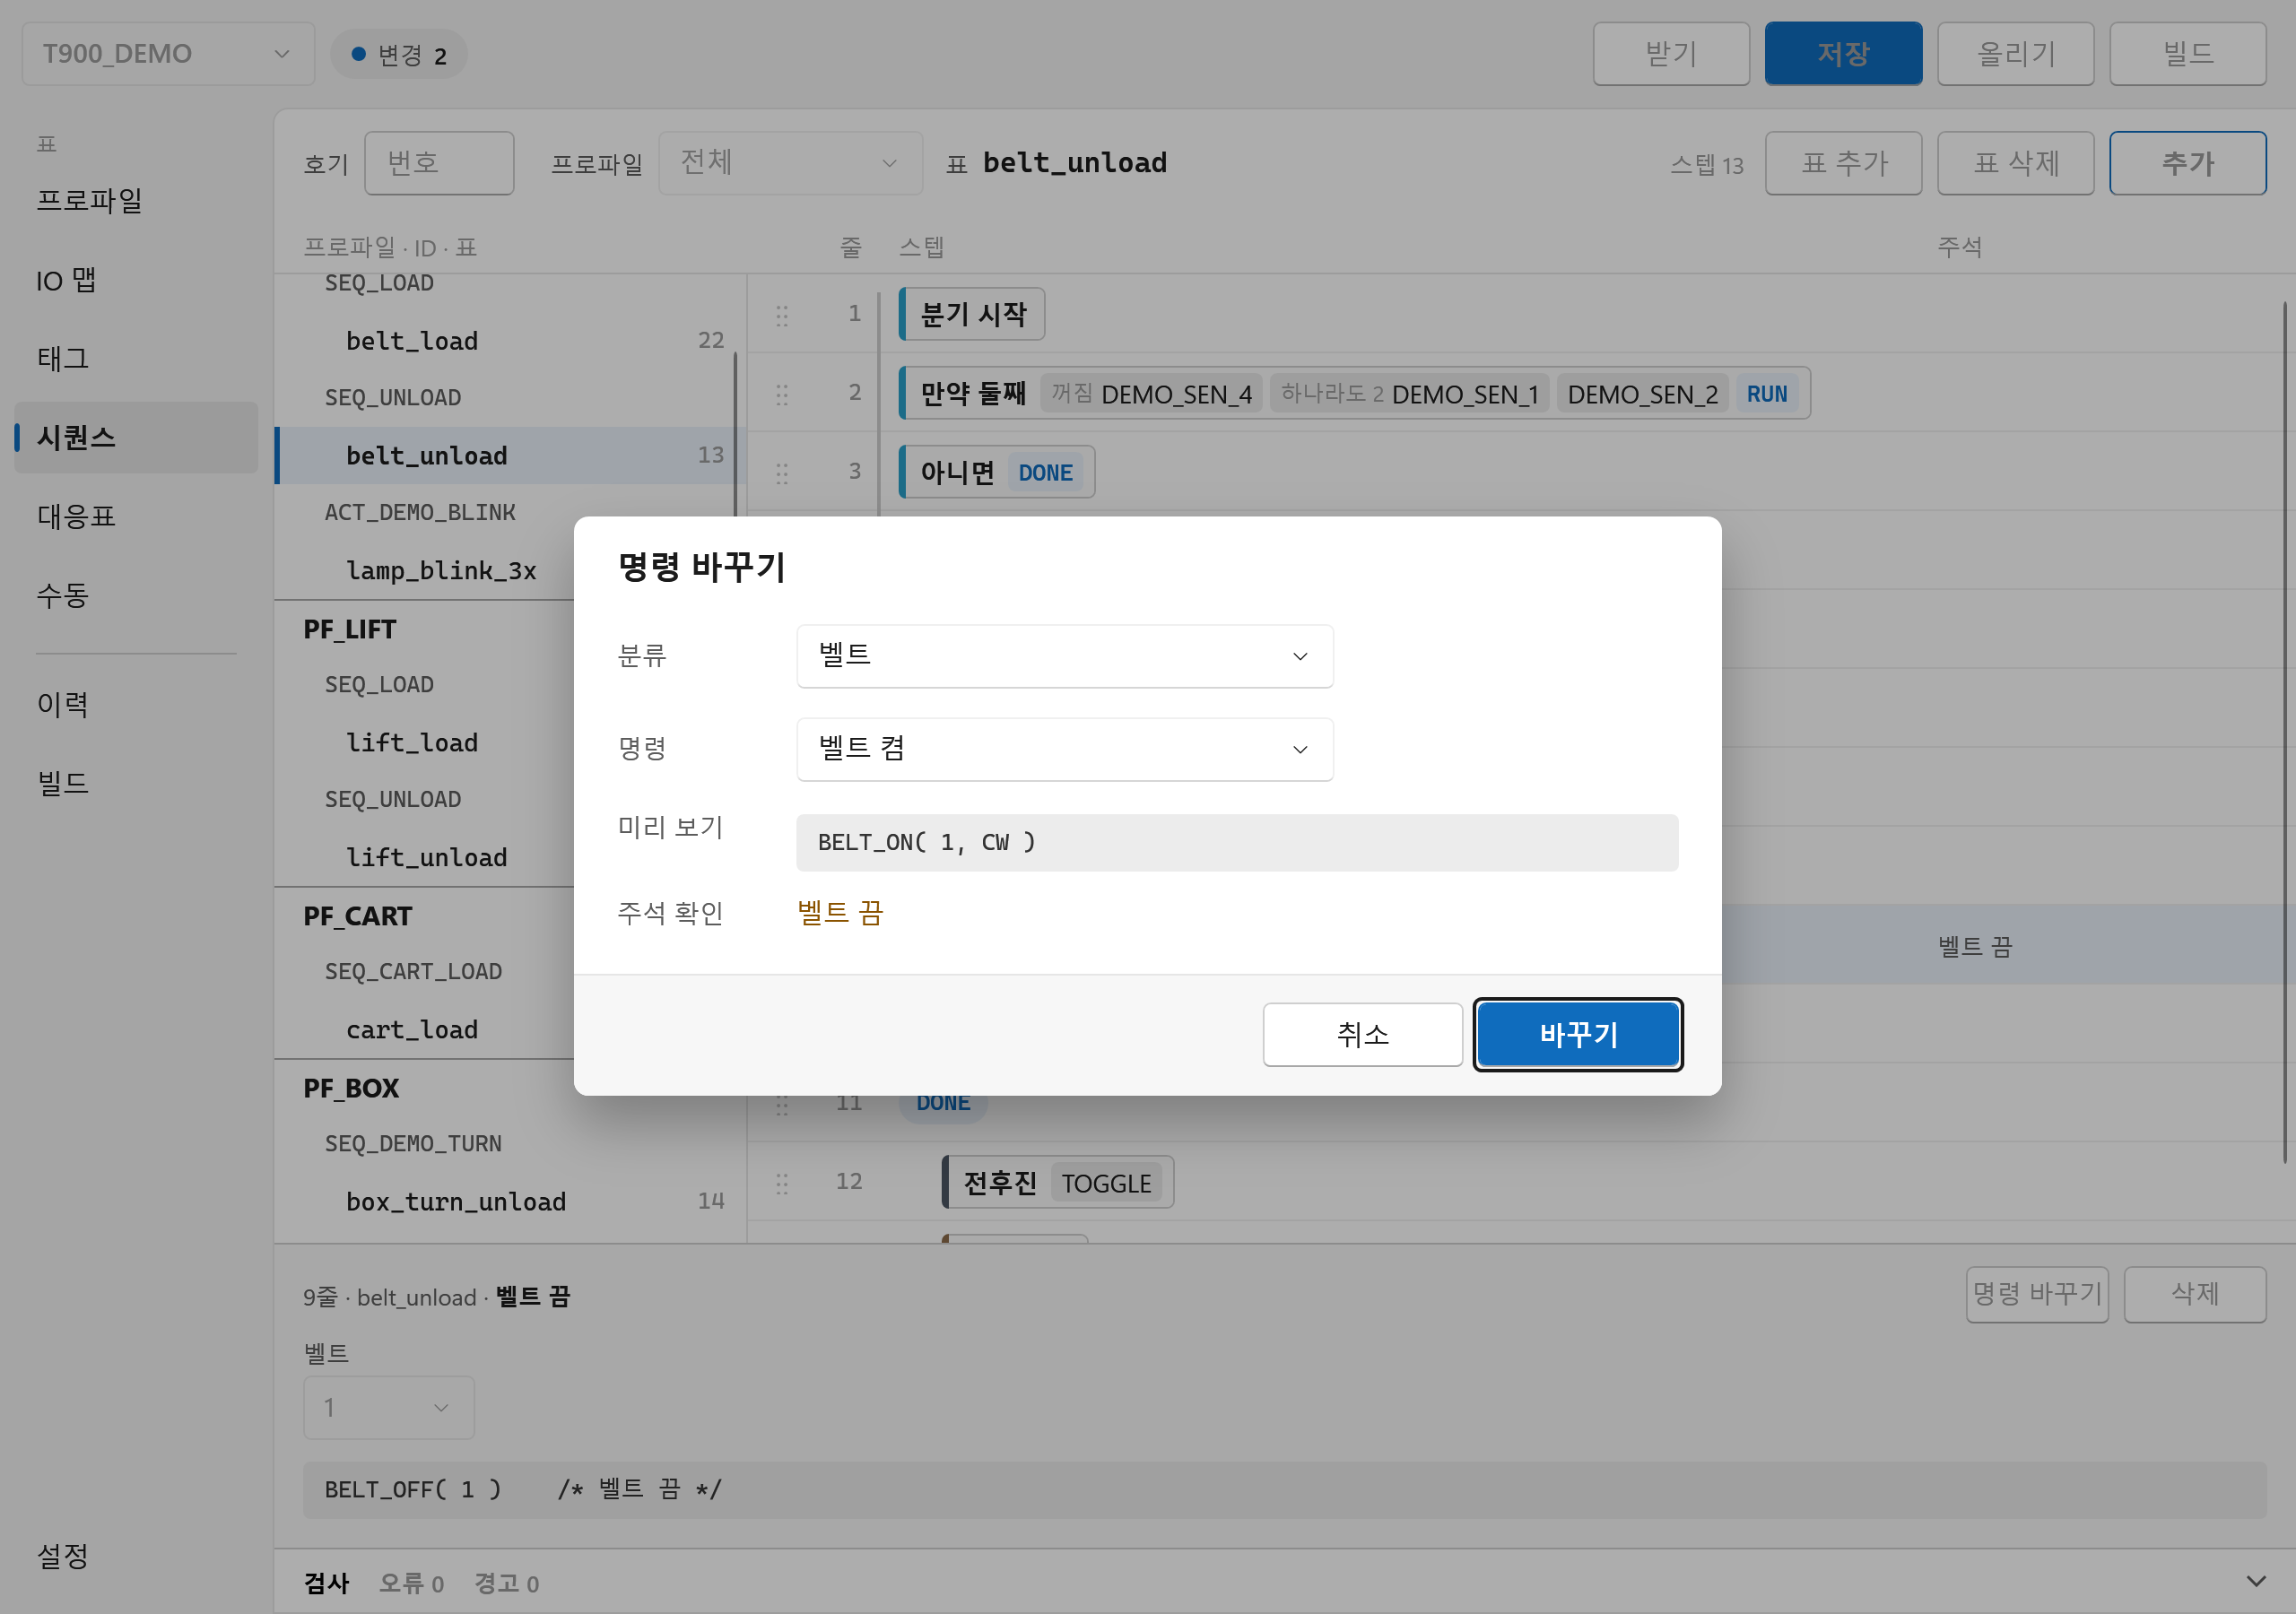 T900_DEMO
변경 2
받기
저장
올리기
빌드
표
프로파일
IO 맵
태그
시퀀스
대응표
수동
이력
빌드
설정
호기 번호 프로파일 전체 표 belt_unload
스텝 13
표 추가
표 삭제
추가
프로파일 · ID · 표
줄
스텝
주석
SEQ_LOAD
belt_load 22
SEQ_UNLOAD
belt_unload 13
ACT_DEMO_BLINK
lamp_blink_3x
PF_LIFT
SEQ_LOAD
lift_load
SEQ_UNLOAD
lift_unload
PF_CART
SEQ_CART_LOAD
cart_load
PF_BOX
SEQ_DEMO_TURN
box_turn_unload 14
1 분기 시작
2 만약 둘째 꺼짐 DEMO_SEN_4 하나라도 2 DEMO_SEN_1 DEMO_SEN_2 RUN
3 아니면 DONE
벨트 끔
11 DONE
12 전후진 TOGGLE
명령 바꾸기
분류 벨트
명령 벨트 켬
미리 보기 BELT_ON( 1, CW )
주석 확인 벨트 끔
취소
바꾸기
9줄 · belt_unload · 벨트 끔
명령 바꾸기
삭제
벨트
1
BELT_OFF( 1 ) /* 벨트 끔 */
검사 오류 0 경고 0